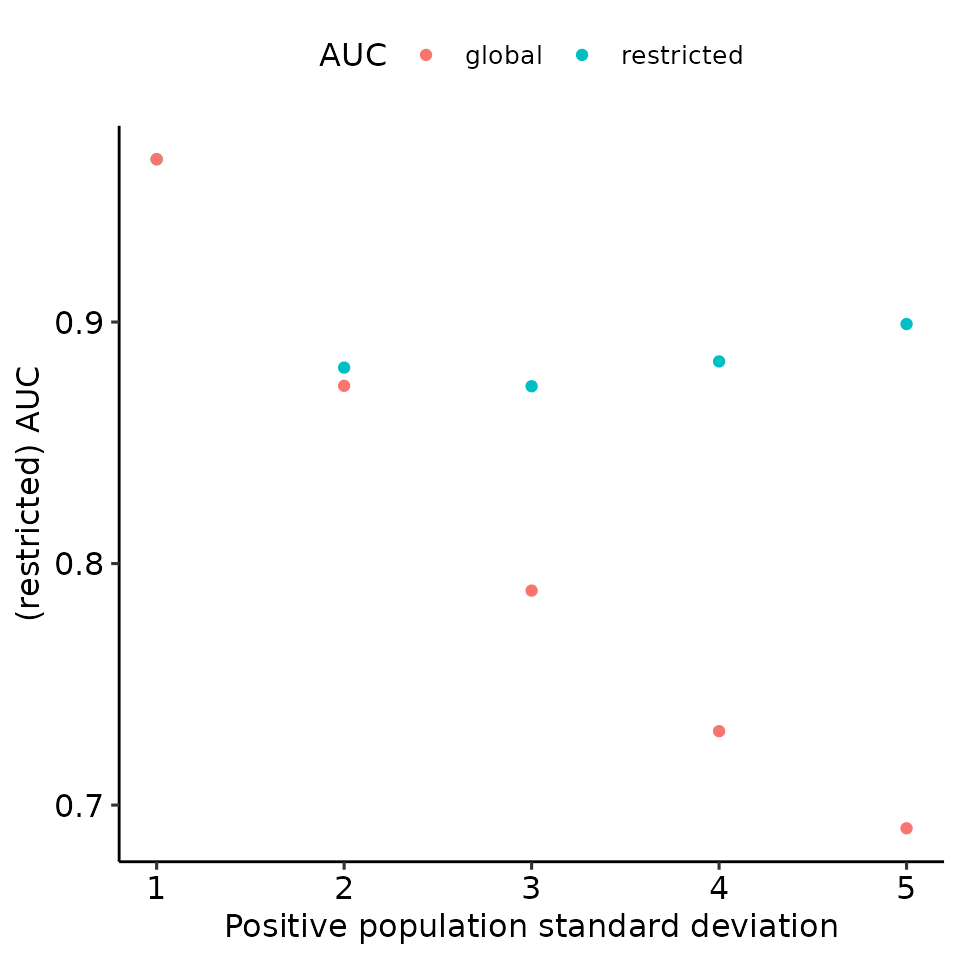 AUC global restricted
(restricted) AUC
0.9
0.8
0.7
1 2 3 4 5
Positive population standard deviation